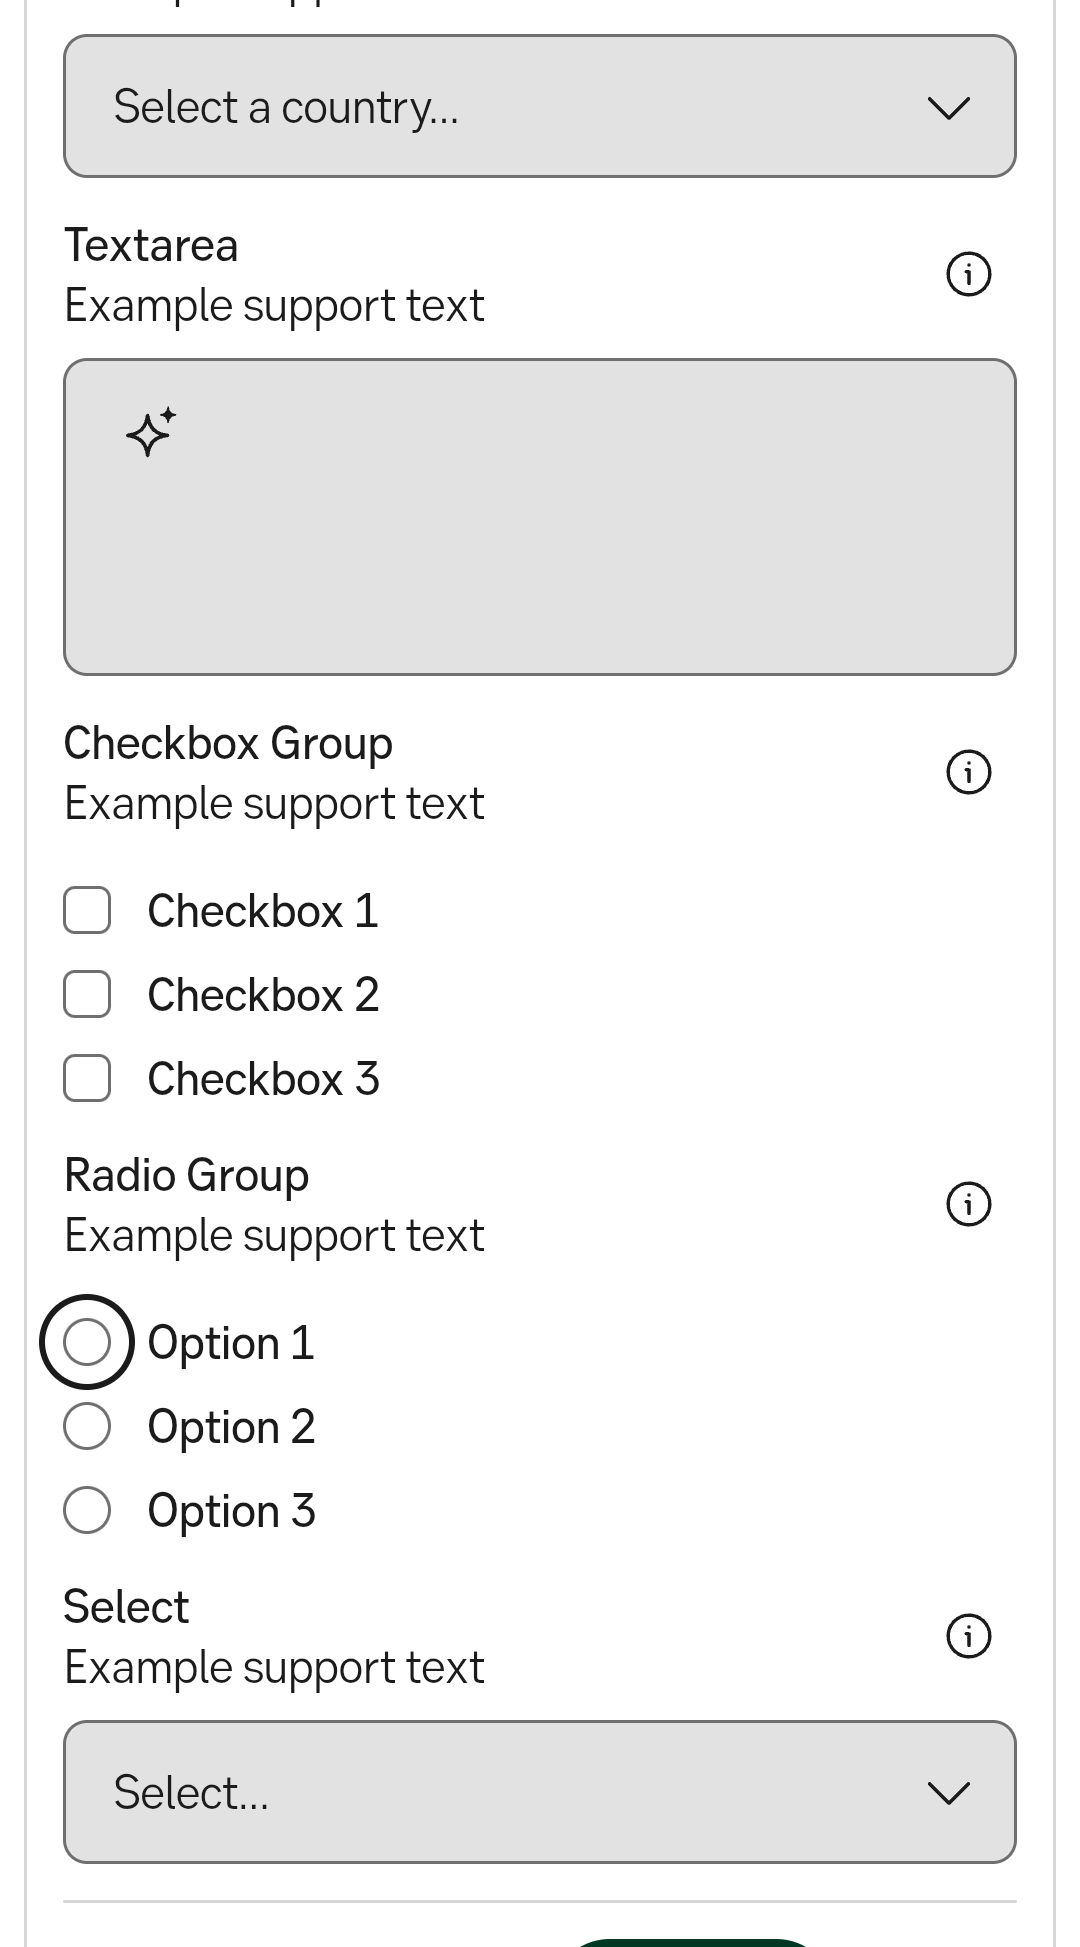 Select a country...
Textarea
Example support text
Checkbox Group
Example support text
Checkbox 1
Checkbox 2
Checkbox 3
Radio Group
Example support text
Option 1
Option 2
Option 3
Select
Example support text
Select...